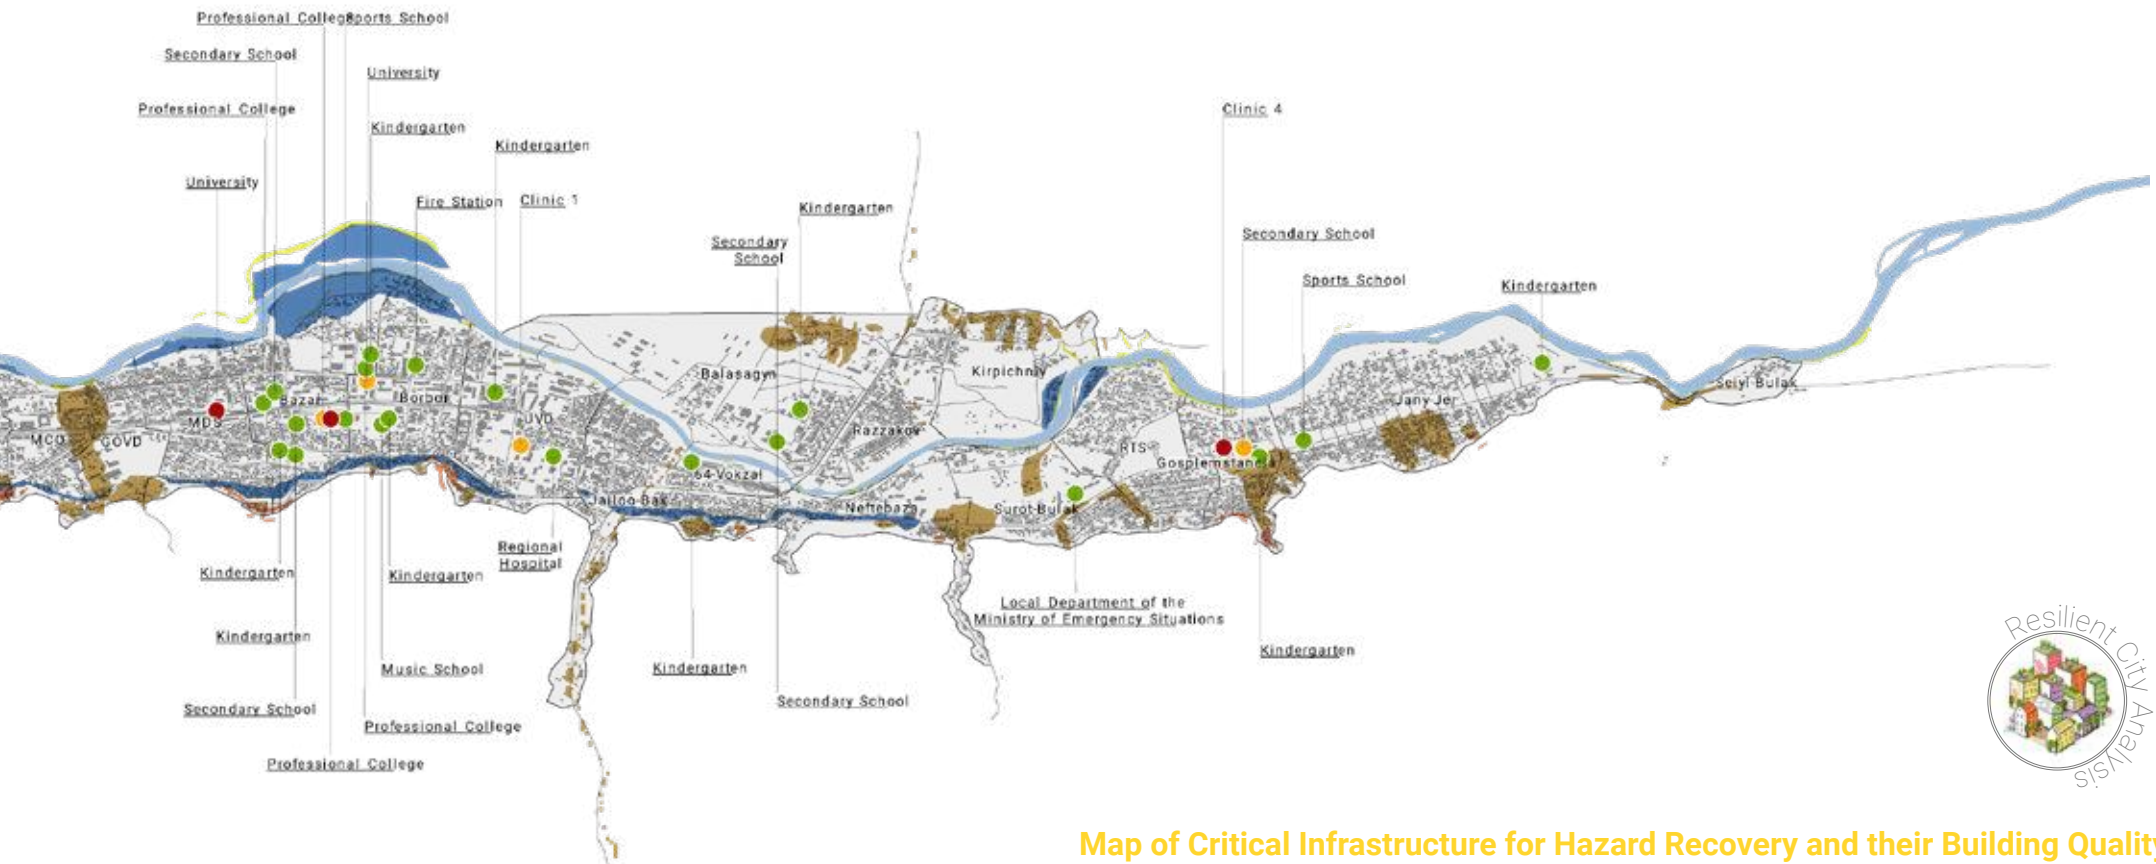 Professional College
Sports School
Secondary School
University
Professional College
Clinic 4
Kindergarten
Kindergarten
University
Fire Station
Clinic 1
Kindergarten
Secondary School
Secondary
School
Sports School
Kindergarten
Balasagyn
Kirpichniy
Seiyl Bulak
Bazar
Borbor
Jany Jer
MDS
UVD
Razzakov
MCO
COVD
RTS
Gosplemstancia
64-Vokzal
Jailoo Bak
Neftebaza
Surot-Bulak
Regional
Hospital
Kindergarten
Kindergarten
Local Department of the
Ministry of Emergency Situations
Kindergarten
Kindergarten
Music School
Kindergarten
Secondary School
Secondary School
Professional College
Professional College
Resilient City Analysis
Map of Critical Infrastructure for Hazard Recovery and their Building Quality